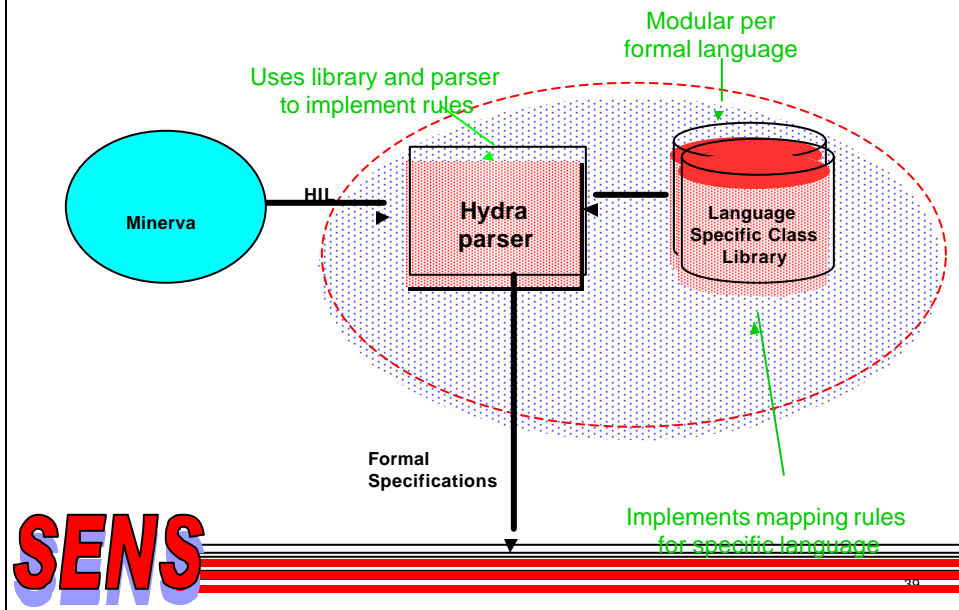 Modular per
formal language
Uses library and parser
to implement rules
HIL
Minerva
Hydra
parser
Language
Specific Class
Library
Formal
Specifications
Implements mapping rules
for specific language
SENS
39